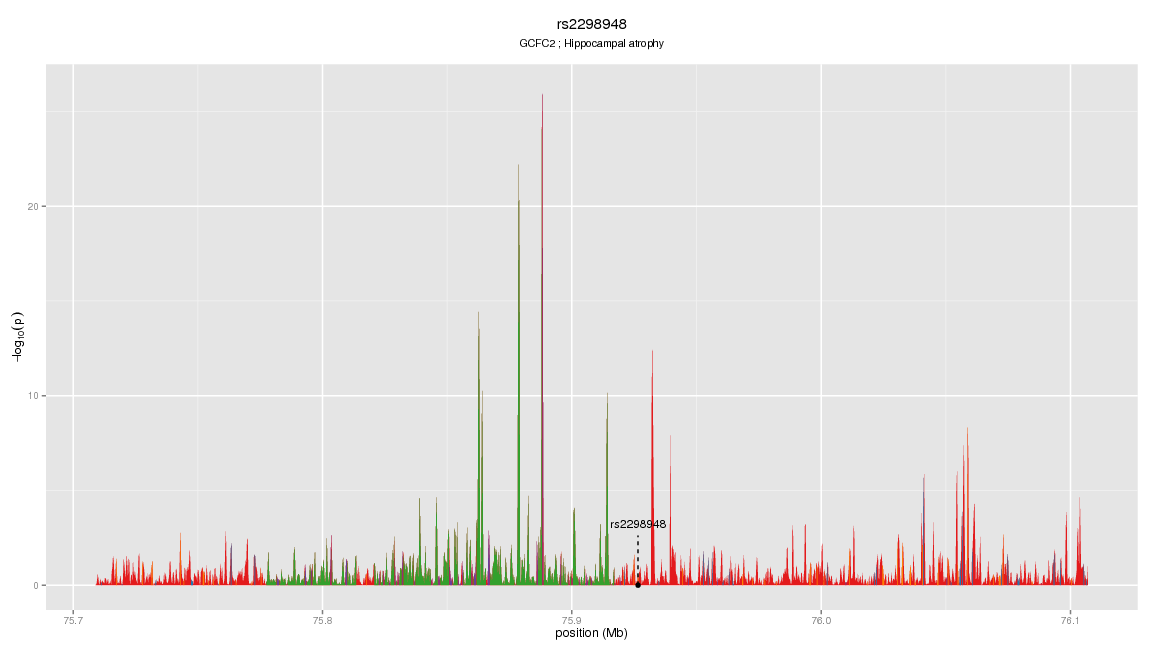 rs2298948
GCFC2 ; Hippocampal atrophy
−log10(p)
20
10
0
rs2298948
75.7 75.8 75.9 76.0 76.1
position (Mb)